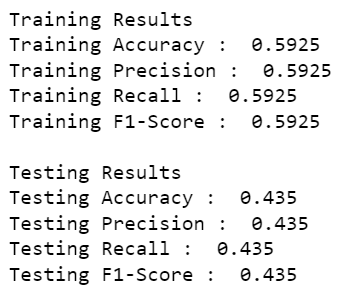 Training Results
Training Accuracy :  0.5925
Training Precision :  0.5925
Training Recall :  0.5925
Training F1-Score :  0.5925

Testing Results
Testing Accuracy :  0.435
Testing Precision :  0.435
Testing Recall :  0.435
Testing F1-Score :  0.435